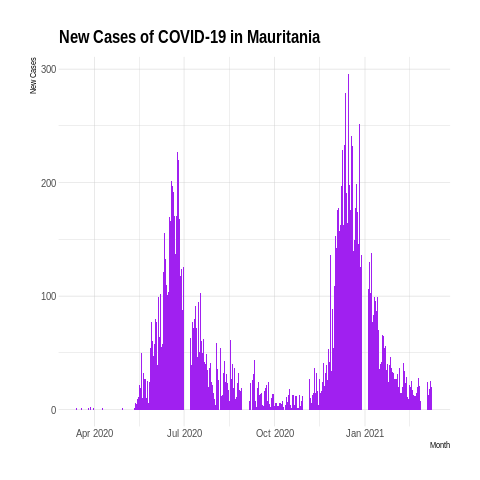 New Cases of COVID-19 in Mauritania
New Cases
300
200
100
0
Apr 2020 Jul 2020 Oct 2020 Jan 2021
Month